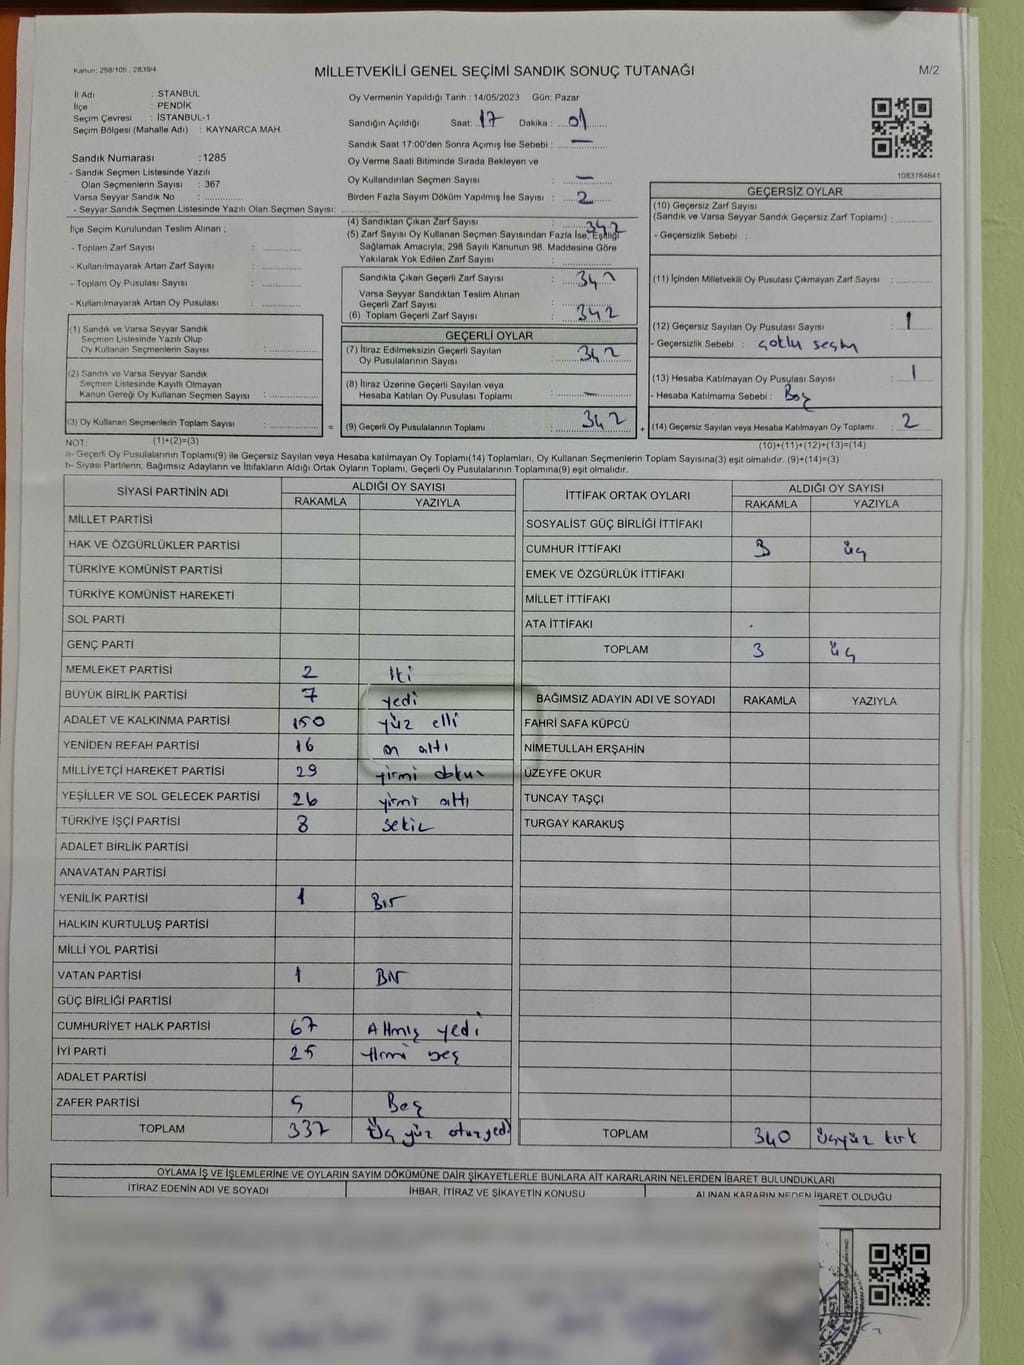 Kanun: 298/105 , 2839/4
MİLLETVEKİLİ GENEL SEÇİMİ SANDIK SONUÇ TUTANAĞI
M/2
İl Adı : STANBUL
İlçe : PENDİK
Seçim Çevresi : İSTANBUL-1
Seçim Bölgesi (Mahalle Adı) : KAYNARCA MAH.
Sandık Numarası : 1285
- Sandık Seçmen Listesinde Yazılı
Olan Seçmenlerin Sayısı : 367
Varsa Seyyar Sandık No :
- Seyyar Sandık Seçmen Listesinde Yazılı Olan Seçmen Sayısı:
Oy Vermenin Yapıldığı Tarih : 14/05/2023 Gün: Pazar
Sandığın Açıldığı Saat: 17 Dakika : 01
Sandık Saat 17:00'den Sonra Açımış İse Sebebi : —
Oy Verme Saati Bitiminde Sırada Bekleyen ve
Oy Kullandırılan Seçmen Sayısı : —
Birden Fazla Sayım Döküm Yapılmış İse Sayısı : 2
1083784641
İlçe Seçim Kurulundan Teslim Alınan ;
- Toplam Zarf Sayısı :
- Kullanılmayarak Artan Zarf Sayısı :
- Toplam Oy Pusulası Sayısı :
- Kullanılmayarak Artan Oy Pusulası :
(4) Sandıktan Çıkan Zarf Sayısı : 342
(5) Zarf Sayısı Oy Kullanan Seçmen Sayısından Fazla İse, Eşitliği
Sağlamak Amacıyla; 298 Sayılı Kanunun 98. Maddesine Göre
Yakılarak Yok Edilen Zarf Sayısı :
Sandıkta Çıkan Geçerli Zarf Sayısı : 342
Varsa Seyyar Sandıktan Teslim Alınan
Geçerli Zarf Sayısı :
(6) Toplam Geçerli Zarf Sayısı : 342
GEÇERSİZ OYLAR
(10) Geçersiz Zarf Sayısı
(Sandık ve Varsa Seyyar Sandık Geçersiz Zarf Toplamı) :
- Geçersizlik Sebebi :
(11) İçinden Milletvekili Oy Pusulası Çıkmayan Zarf Sayısı :
(12) Geçersiz Sayılan Oy Pusulası Sayısı : 1
- Geçersizlik Sebebi : çoklu seçim
(13) Hesaba Katılmayan Oy Pusulası Sayısı : 1
- Hesaba Katılmama Sebebi : Boş
(14) Geçersiz Sayılan veya Hesaba Katılmayan Oy Toplamı : 2
(1) Sandık ve Varsa Seyyar Sandık
Seçmen Listesinde Yazılı Olup
Oy Kullanan Seçmenlerin Sayısı :
(2) Sandık ve Varsa Seyyar Sandık
Seçmen Listesinde Kayıtlı Olmayan
Kanun Gereği Oy Kullanan Seçmen Sayısı :
(3) Oy Kullanan Seçmenlerin Toplam Sayısı : =
GEÇERLİ OYLAR
(7) İtiraz Edilmeksizin Geçerli Sayılan
Oy Pusulalarının Sayısı : 342
(8) İtiraz Üzerine Geçerli Sayılan veya
Hesaba Katılan Oy Pusulası Toplamı : —
(9) Geçerli Oy Pusulalarının Toplamı : 342 +
NOT: (1)+(2)=(3)
(10)+(11)+(12)+(13)=(14)
a- Geçerli Oy Pusulalarının Toplamı(9) ile Geçersiz Sayılan veya Hesaba katılmayan Oy Toplamı(14) Toplamları, Oy Kullanan Seçmenlerin Toplam Sayısına(3) eşit olmalıdır. (9)+(14)=(3)
b- Siyasi Partilerin, Bağımsız Adayların ve İttifakların Aldığı Ortak Oyların Toplamı, Geçerli Oy Pusulalarının Toplamına(9) eşit olmalıdır.
SİYASİ PARTİNİN ADI ALDIĞI OY SAYISI
RAKAMLA YAZIYLA
MİLLET PARTİSİ
HAK VE ÖZGÜRLÜKLER PARTİSİ
TÜRKİYE KOMÜNİST PARTİSİ
TÜRKİYE KOMÜNİST HAREKETİ
SOL PARTİ
GENÇ PARTİ
MEMLEKET PARTİSİ 2 iki
BÜYÜK BİRLİK PARTİSİ 7 yedi
ADALET VE KALKINMA PARTİSİ 150 yüz elli
YENİDEN REFAH PARTİSİ 16 on altı
MİLLİYETÇİ HAREKET PARTİSİ 29 yirmi dokuz
YEŞİLLER VE SOL GELECEK PARTİSİ 26 yirmi altı
TÜRKİYE İŞÇİ PARTİSİ 8 sekiz
ADALET BİRLİK PARTİSİ
ANAVATAN PARTİSİ
YENİLİK PARTİSİ 1 Bir
HALKIN KURTULUŞ PARTİSİ
MİLLİ YOL PARTİSİ
VATAN PARTİSİ 1 Bir
GÜÇ BİRLİĞİ PARTİSİ
CUMHURİYET HALK PARTİSİ 67 Altmış yedi
İYİ PARTİ 25 yirmi beş
ADALET PARTİSİ
ZAFER PARTİSİ 5 Beş
TOPLAM 337 Üç yüz otuzyedi
İTTİFAK ORTAK OYLARI ALDIĞI OY SAYISI
RAKAMLA YAZIYLA
SOSYALİST GÜÇ BİRLİĞİ İTTİFAKI
CUMHUR İTTİFAKI 3 üç
EMEK VE ÖZGÜRLÜK İTTİFAKI
MİLLET İTTİFAKI
ATA İTTİFAKI
TOPLAM 3 üç
BAĞIMSIZ ADAYIN ADI VE SOYADI RAKAMLA YAZIYLA
FAHRİ SAFA KÜPCÜ
NİMETULLAH ERŞAHİN
ÜZEYFE OKUR
TUNCAY TAŞÇI
TURGAY KARAKUŞ
TOPLAM 340 üçyüz kırk
OYLAMA İŞ VE İŞLEMLERİNE VE OYLARIN SAYIM DÖKÜMÜNE DAİR ŞİKAYETLERLE BUNLARA AİT KARARLARIN NELERDEN İBARET BULUNDUKLARI
İTİRAZ EDENİN ADI VE SOYADI İHBAR, İTİRAZ VE ŞİKAYETİN KONUSU ALINAN KARARIN NEDEN İBARET OLDUĞU